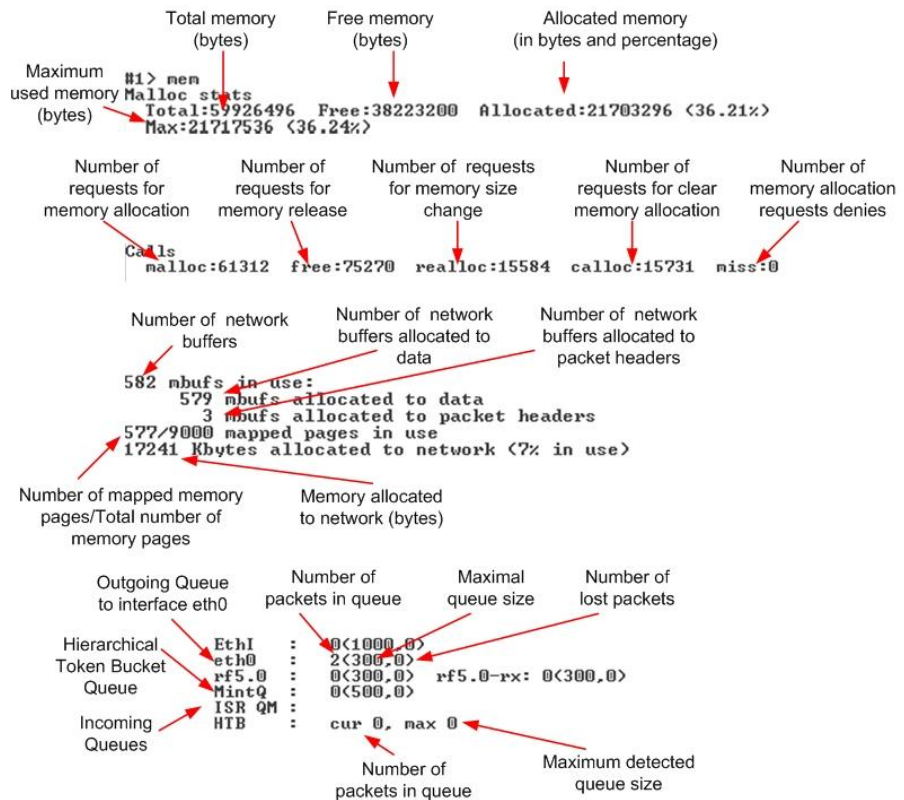 Total memory
(bytes)
Free memory
(bytes)
Allocated memory
(in bytes and percentage)
Maximum
used memory
(bytes)
#1> mem
Malloc stats
Total:59926496 Free:38223200 Allocated:21703296 (36.21%)
Max:21717536 (36.24%)
Number of
requests for
memory allocation
Number of
requests for
memory release
Number of requests
for memory size
change
Number of
requests for clear
memory allocation
Number of
memory allocation
requests denies
Calls
malloc:61312 free:75270 realloc:15584 calloc:15731 miss:0
Number of network
buffers
Number of network
buffers allocated to
data
Number of network
buffers allocated to
packet headers
582 mbufs in use:
579 mbufs allocated to data
3 mbufs allocated to packet headers
577/9000 mapped pages in use
17241 Kbytes allocated to network (7% in use)
Number of mapped memory
pages/Total number of
memory pages
Memory allocated
to network (bytes)
Outgoing Queue
to interface eth0
Number of
packets in queue
Maximal
queue size
Number of
lost packets
Hierarchical
Token Bucket
Queue
Incoming
Queues
EthI : 0(1000,0)
eth0 : 2(300,0)
rf5.0 : 0(300,0) rf5.0-rx: 0(300,0)
MintQ : 0(500,0)
ISR QM :
HTB : cur 0, max 0
Number of
packets in queue
Maximum detected
queue size